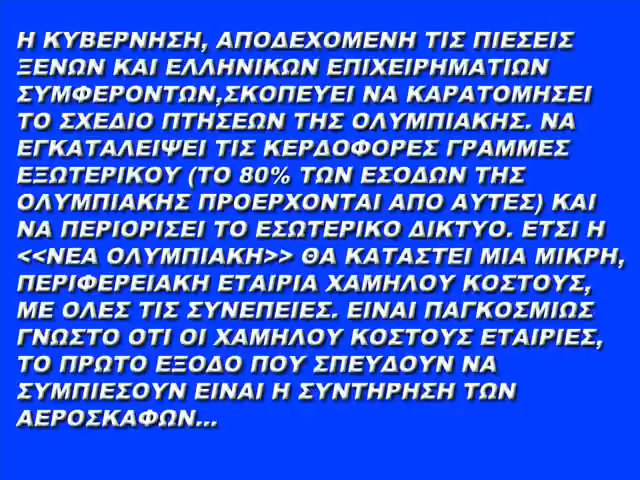 Η ΚΥΒΕΡΝΗΣΗ, ΑΠΟΔΕΧΟΜΕΝΗ ΤΙΣ ΠΙΕΣΕΙΣ
ΞΕΝΩΝ ΚΑΙ ΕΛΛΗΝΙΚΩΝ ΕΠΙΧΕΙΡΗΜΑΤΙΩΝ
ΣΥΜΦΕΡΟΝΤΩΝ,ΣΚΟΠΕΥΕΙ ΝΑ ΚΑΡΑΤΟΜΗΣΕΙ
ΤΟ ΣΧΕΔΙΟ ΠΤΗΣΕΩΝ ΤΗΣ ΟΛΥΜΠΙΑΚΗΣ. ΝΑ
ΕΓΚΑΤΑΛΕΙΨΕΙ ΤΙΣ ΚΕΡΔΟΦΟΡΕΣ ΓΡΑΜΜΕΣ
ΕΞΩΤΕΡΙΚΟΥ (ΤΟ 80% ΤΩΝ ΕΣΟΔΩΝ ΤΗΣ
ΟΛΥΜΠΙΑΚΗΣ ΠΡΟΕΡΧΟΝΤΑΙ ΑΠΟ ΑΥΤΕΣ) ΚΑΙ
ΝΑ ΠΕΡΙΟΡΙΣΕΙ ΤΟ ΕΣΩΤΕΡΙΚΟ ΔΙΚΤΥΟ. ΕΤΣΙ Η
<<ΝΕΑ ΟΛΥΜΠΙΑΚΗ>> ΘΑ ΚΑΤΑΣΤΕΙ ΜΙΑ ΜΙΚΡΗ,
ΠΕΡΙΦΕΡΕΙΑΚΗ ΕΤΑΙΡΙΑ ΧΑΜΗΛΟΥ ΚΟΣΤΟΥΣ,
ΜΕ ΟΛΕΣ ΤΙΣ ΣΥΝΕΠΕΙΕΣ. ΕΙΝΑΙ ΠΑΓΚΟΣΜΙΩΣ
ΓΝΩΣΤΟ ΟΤΙ ΟΙ ΧΑΜΗΛΟΥ ΚΟΣΤΟΥΣ ΕΤΑΙΡΙΕΣ,
ΤΟ ΠΡΩΤΟ ΕΞΟΔΟ ΠΟΥ ΣΠΕΥΔΟΥΝ ΝΑ
ΣΥΜΠΙΕΣΟΥΝ ΕΙΝΑΙ Η ΣΥΝΤΗΡΗΣΗ ΤΩΝ
ΑΕΡΟΣΚΑΦΩΝ...